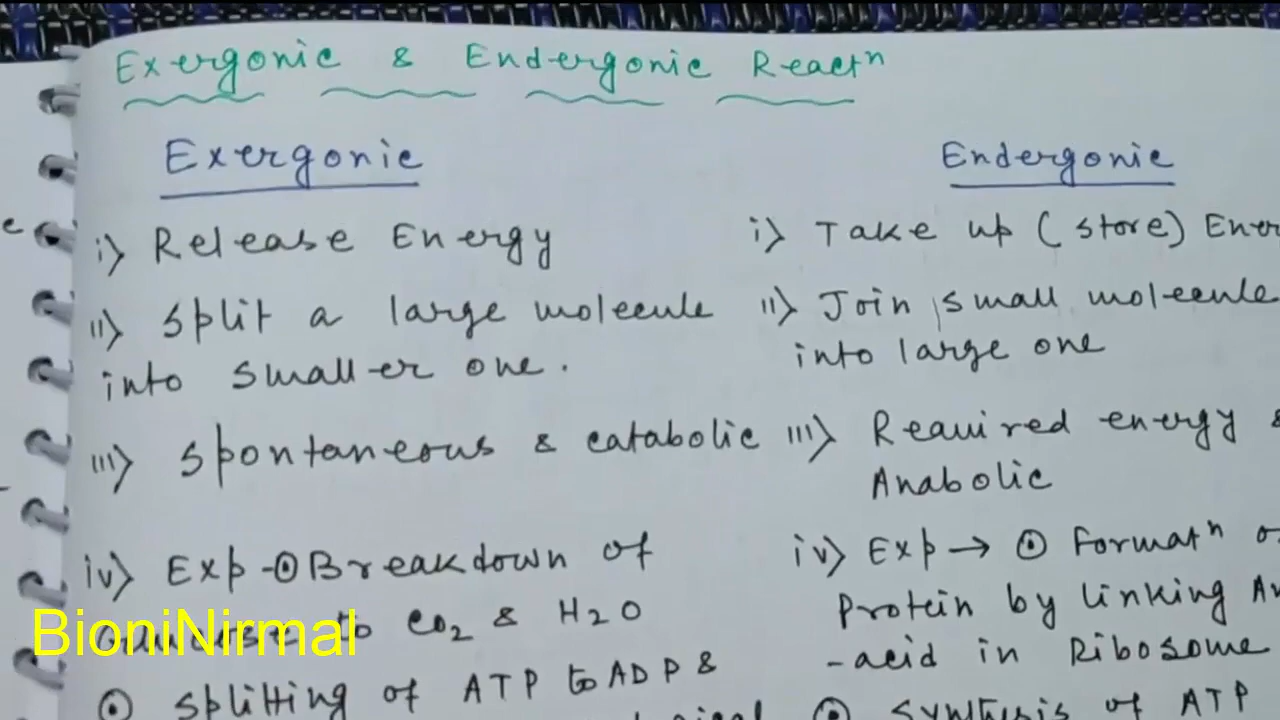 Exergonic & Endergonic Reactⁿ
Exergonic
i) Release Energy
ii) Split a large molecule
into smaller one.
iii) Spontaneous & catabolic
iv) Exp - ⊙ Breakdown of
to CO₂ & H2O
⊙ Splitting of ATP to ADP &
Endergonic
i) Take up (store) Ener
ii) Join small molecule
into large one
iii) Required energy &
Anabolic
iv) Exp → ⊙ Formatⁿ o
Protein by linking Am
-acid in Ribosome
⊙ Synthesis of ATP
BioniNirmal